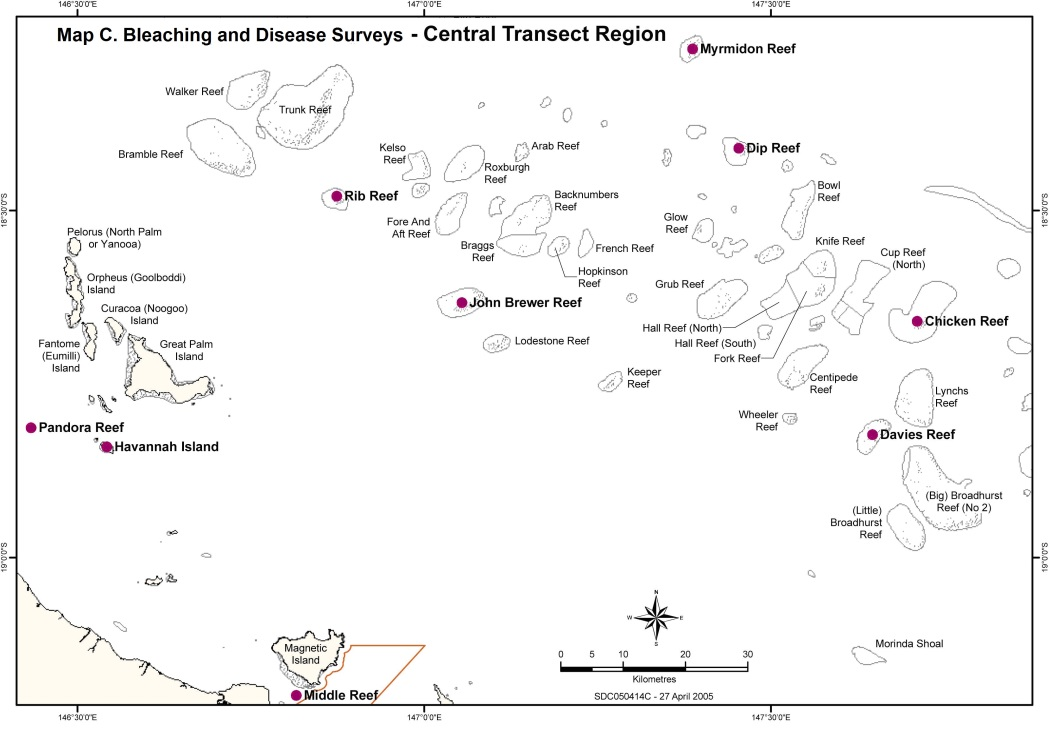 146°30'0"E
147°0'0"E
147°30'0"E
Map C. Bleaching and Disease Surveys - Central Transect Region
Myrmidon Reef
Walker Reef
Trunk Reef
Bramble Reef
Kelso
Reef
Arab Reef
Dip Reef
Roxburgh
Reef
Rib Reef
Bowl
Reef
Backnumbers
Reef
18°30'0"S
18°30'0"S
Fore And
Aft Reef
Glow
Reef
Pelorus (North Palm
or Yanooa)
Braggs
Reef
French Reef
Knife Reef
Cup Reef
(North)
Hopkinson
Reef
Orpheus (Goolboddi)
Island
Grub Reef
John Brewer Reef
Curacoa (Noogoo)
Island
Chicken Reef
Hall Reef (North)
Hall Reef (South)
Fork Reef
Lodestone Reef
Fantome
(Eumilli)
Island
Great Palm
Island
Keeper
Reef
Centipede
Reef
Lynchs
Reef
Wheeler
Reef
Pandora Reef
Davies Reef
Havannah Island
(Big) Broadhurst
Reef (No 2)
(Little)
Broadhurst
Reef
19°0'0"S
19°0'0"S
N
W
E
S
Magnetic
Island
Morinda Shoal
0
5
10
20
30
Kilometres
Middle Reef
SDC050414C - 27 April 2005
146°30'0"E
147°0'0"E
147°30'0"E